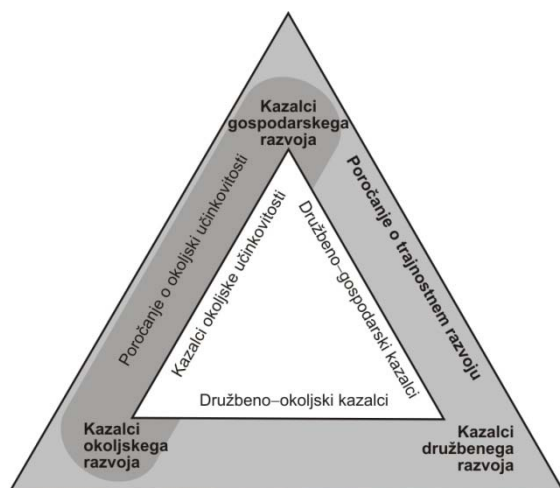 Kazalci
gospodarskega
razvoja
Poročanje o okoljski učinkovitosti
Kazalci okoljske učinkovitosti
Družbeno–gospodarski kazalci
Poročanje o trajnostnem razvoju
Družbeno–okoljski kazalci
Kazalci
okoljskega
razvoja
Kazalci
družbenega
razvoja